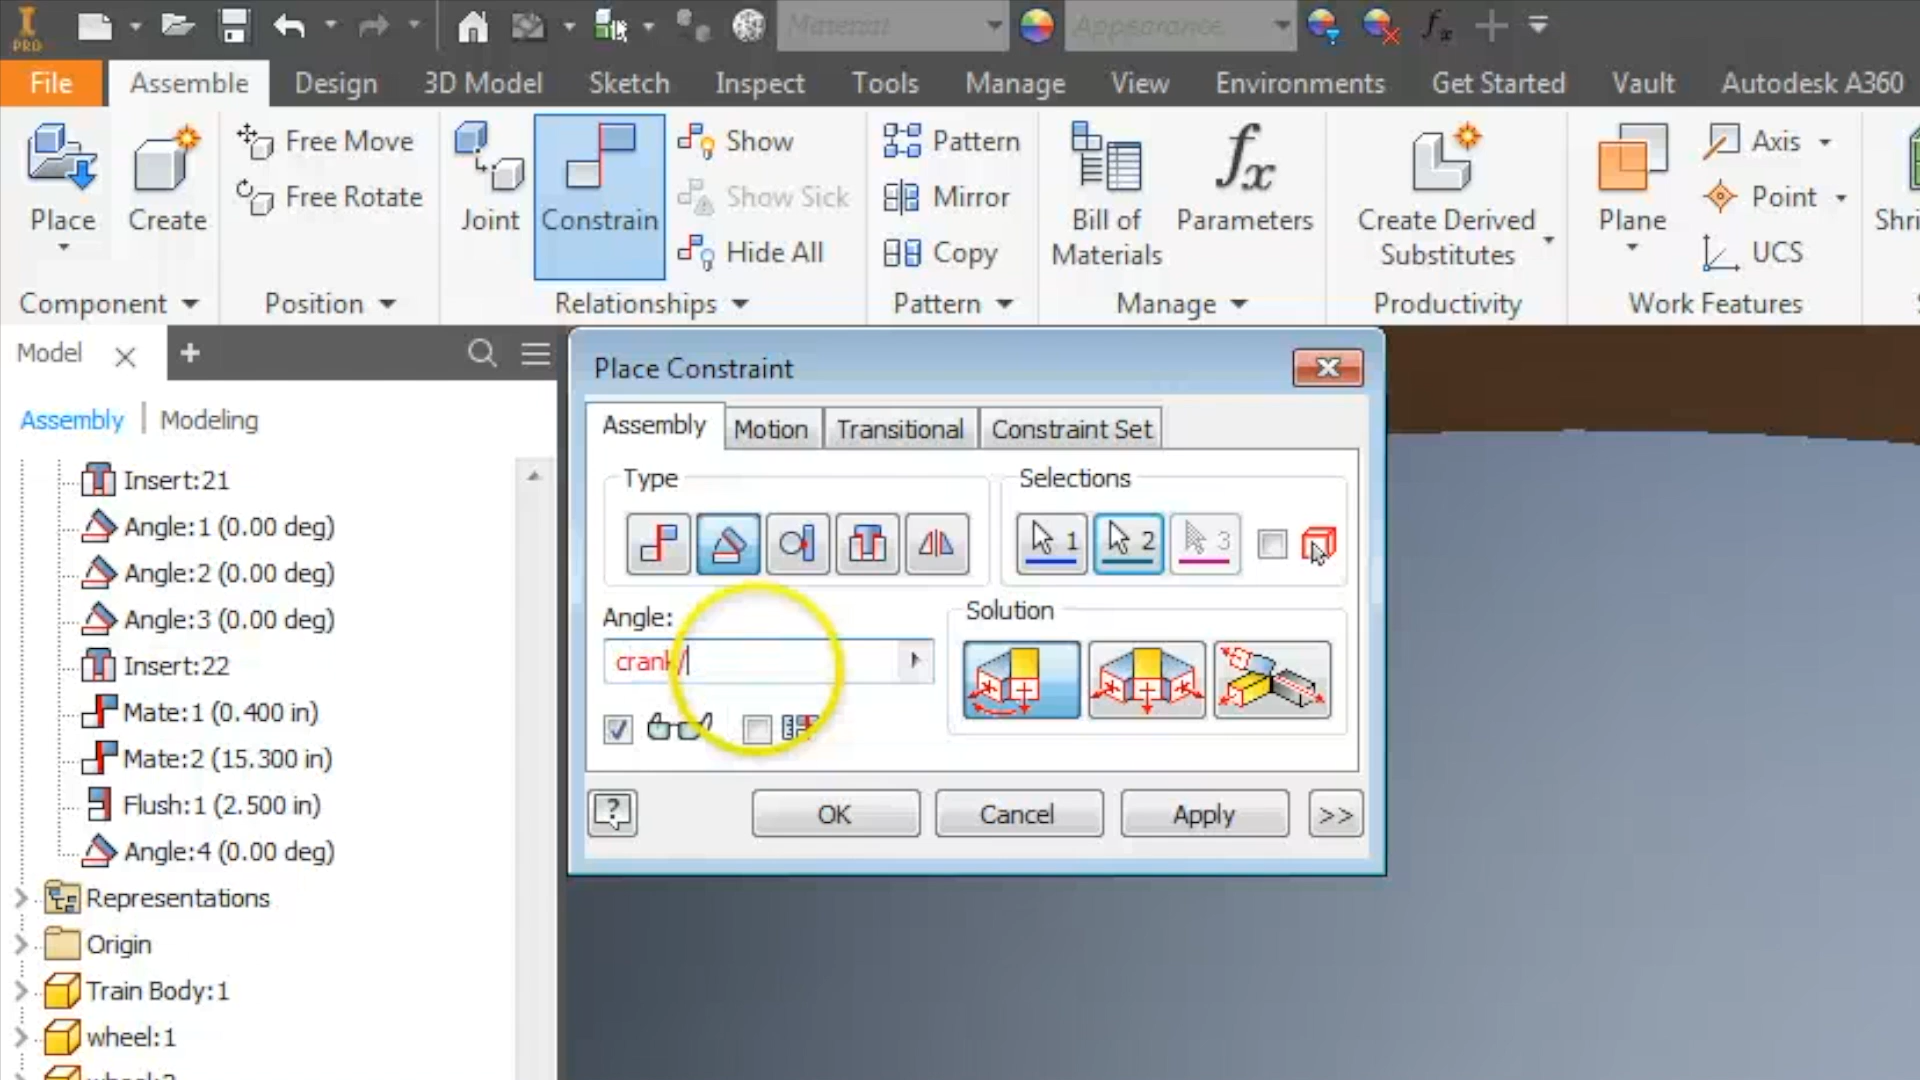 PRO
Material
Appearance
File
Assemble
Design
3D Model
Sketch
Inspect
Tools
Manage
View
Environments
Get Started
Vault
Autodesk A360
Place
Create
Free Move
Free Rotate
Joint
Constrain
Show
Show Sick
Hide All
Pattern
Mirror
Copy
Bill of
Materials
fx
Parameters
Create Derived
Substitutes
Plane
Axis
Point
UCS
Shri
Component
Position
Relationships
Pattern
Manage
Productivity
Work Features
Model
Assembly
Modeling
Insert:21
Angle:1 (0.00 deg)
Angle:2 (0.00 deg)
Angle:3 (0.00 deg)
Insert:22
Mate:1 (0.400 in)
Mate:2 (15.300 in)
Flush:1 (2.500 in)
Angle:4 (0.00 deg)
Representations
Origin
Train Body:1
wheel:1
Place Constraint
Assembly
Motion
Transitional
Constraint Set
Type
Selections
1
2
3
Angle:
crank/
Solution
OK
Cancel
Apply
>>